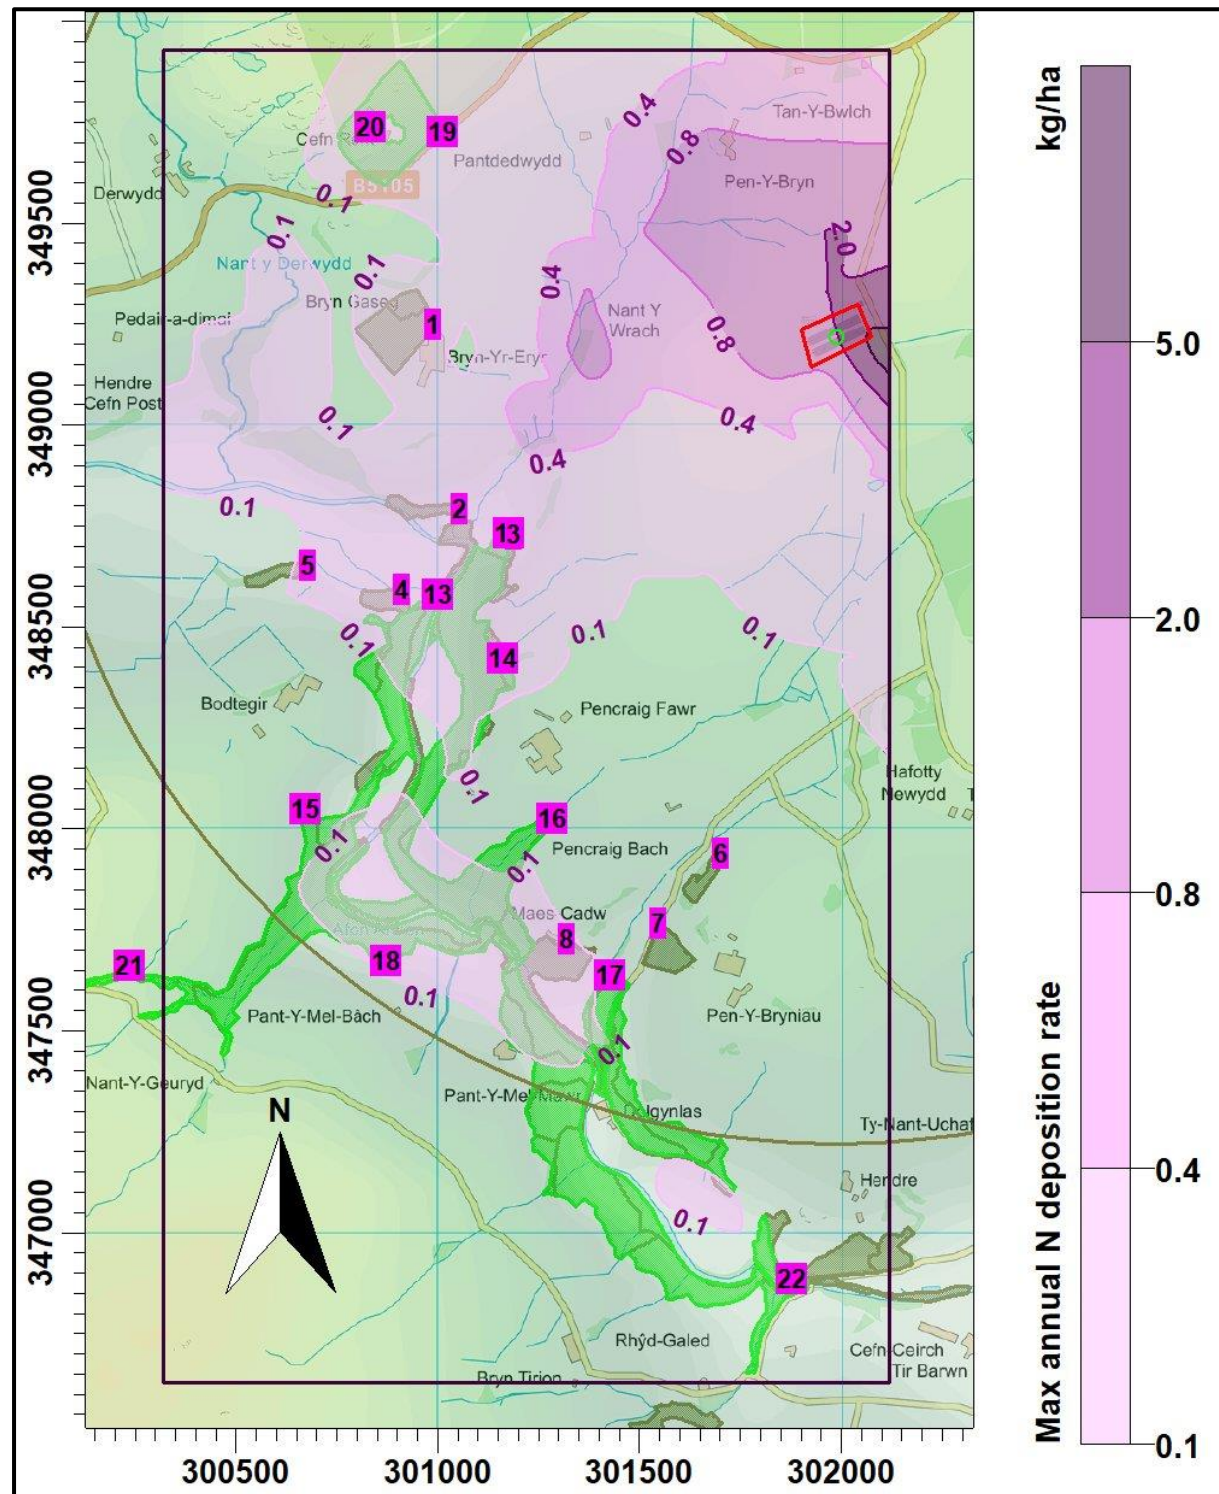 kg/ha
Max annual N deposition rate
5.0
2.0
0.8
0.4
0.1
349500
349000
348500
348000
347500
347000
300500
301000
301500
302000
N
Tan-Y-Bwlch
0.4
0.8
20
19
Cefn
Pantdedwydd
Pen-Y-Bryn
Derwydd
B5105
0.1
0.1
2.0
Nant y Derwydd
0.1
0.4
Bryn Gaseg
Nant Y
Wrach
Pedair-a-dimai
1
0.8
Bryn-Yr-Eryr
Hendre
Cefn Post
0.1
0.4
0.4
0.1
2
13
5
4
13
0.1
0.1
0.1
14
Bodtegir
Pencraig Fawr
Hafotty
Newydd
0.1
15
16
0.1
Pencraig Bach
6
0.1
Maes Cadw
7
8
18
17
21
0.1
Pant-Y-Mel-Bâch
Pen-Y-Bryniau
0.1
Nant-Y-Geuryd
Pant-Y-Mel-Mawr
Dolgynlas
Ty-Nant-Uchaf
Hendre
0.1
22
Rhŷd-Galed
Cefn-Ceirch
Tir Barwn
Bryn Tirion